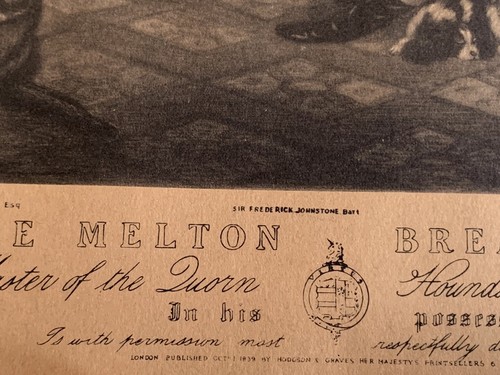 Esq SIR FREDERICK JOHNSTONE Bart
E MELTON BREA
ster of the Quorn Hounds
In his possess
Is with permission most respectfully d
LONDON PUBLISHED OCT 1 1839 BY HODGSON & GRAVES HER MAJESTY'S PRINTSELLERS &